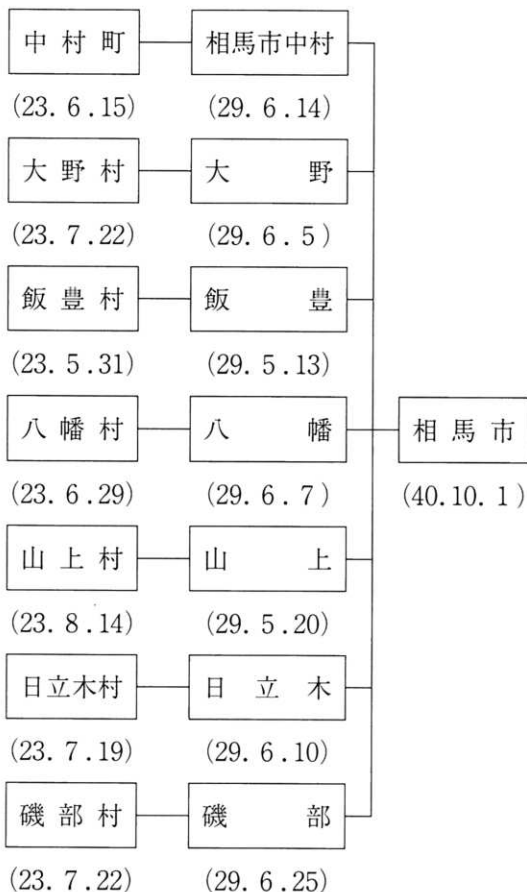 中村町 相馬市中村
(23.6.15) (29.6.14)
大野村 大野
(23.7.22) (29.6.5)
飯豊村 飯豊
(23.5.31) (29.5.13)
八幡村 八幡 相馬市
(23.6.29) (29.6.7) (40.10.1)
山上村 山上
(23.8.14) (29.5.20)
日立木村 日立木
(23.7.19) (29.6.10)
磯部村 磯部
(23.7.22) (29.6.25)